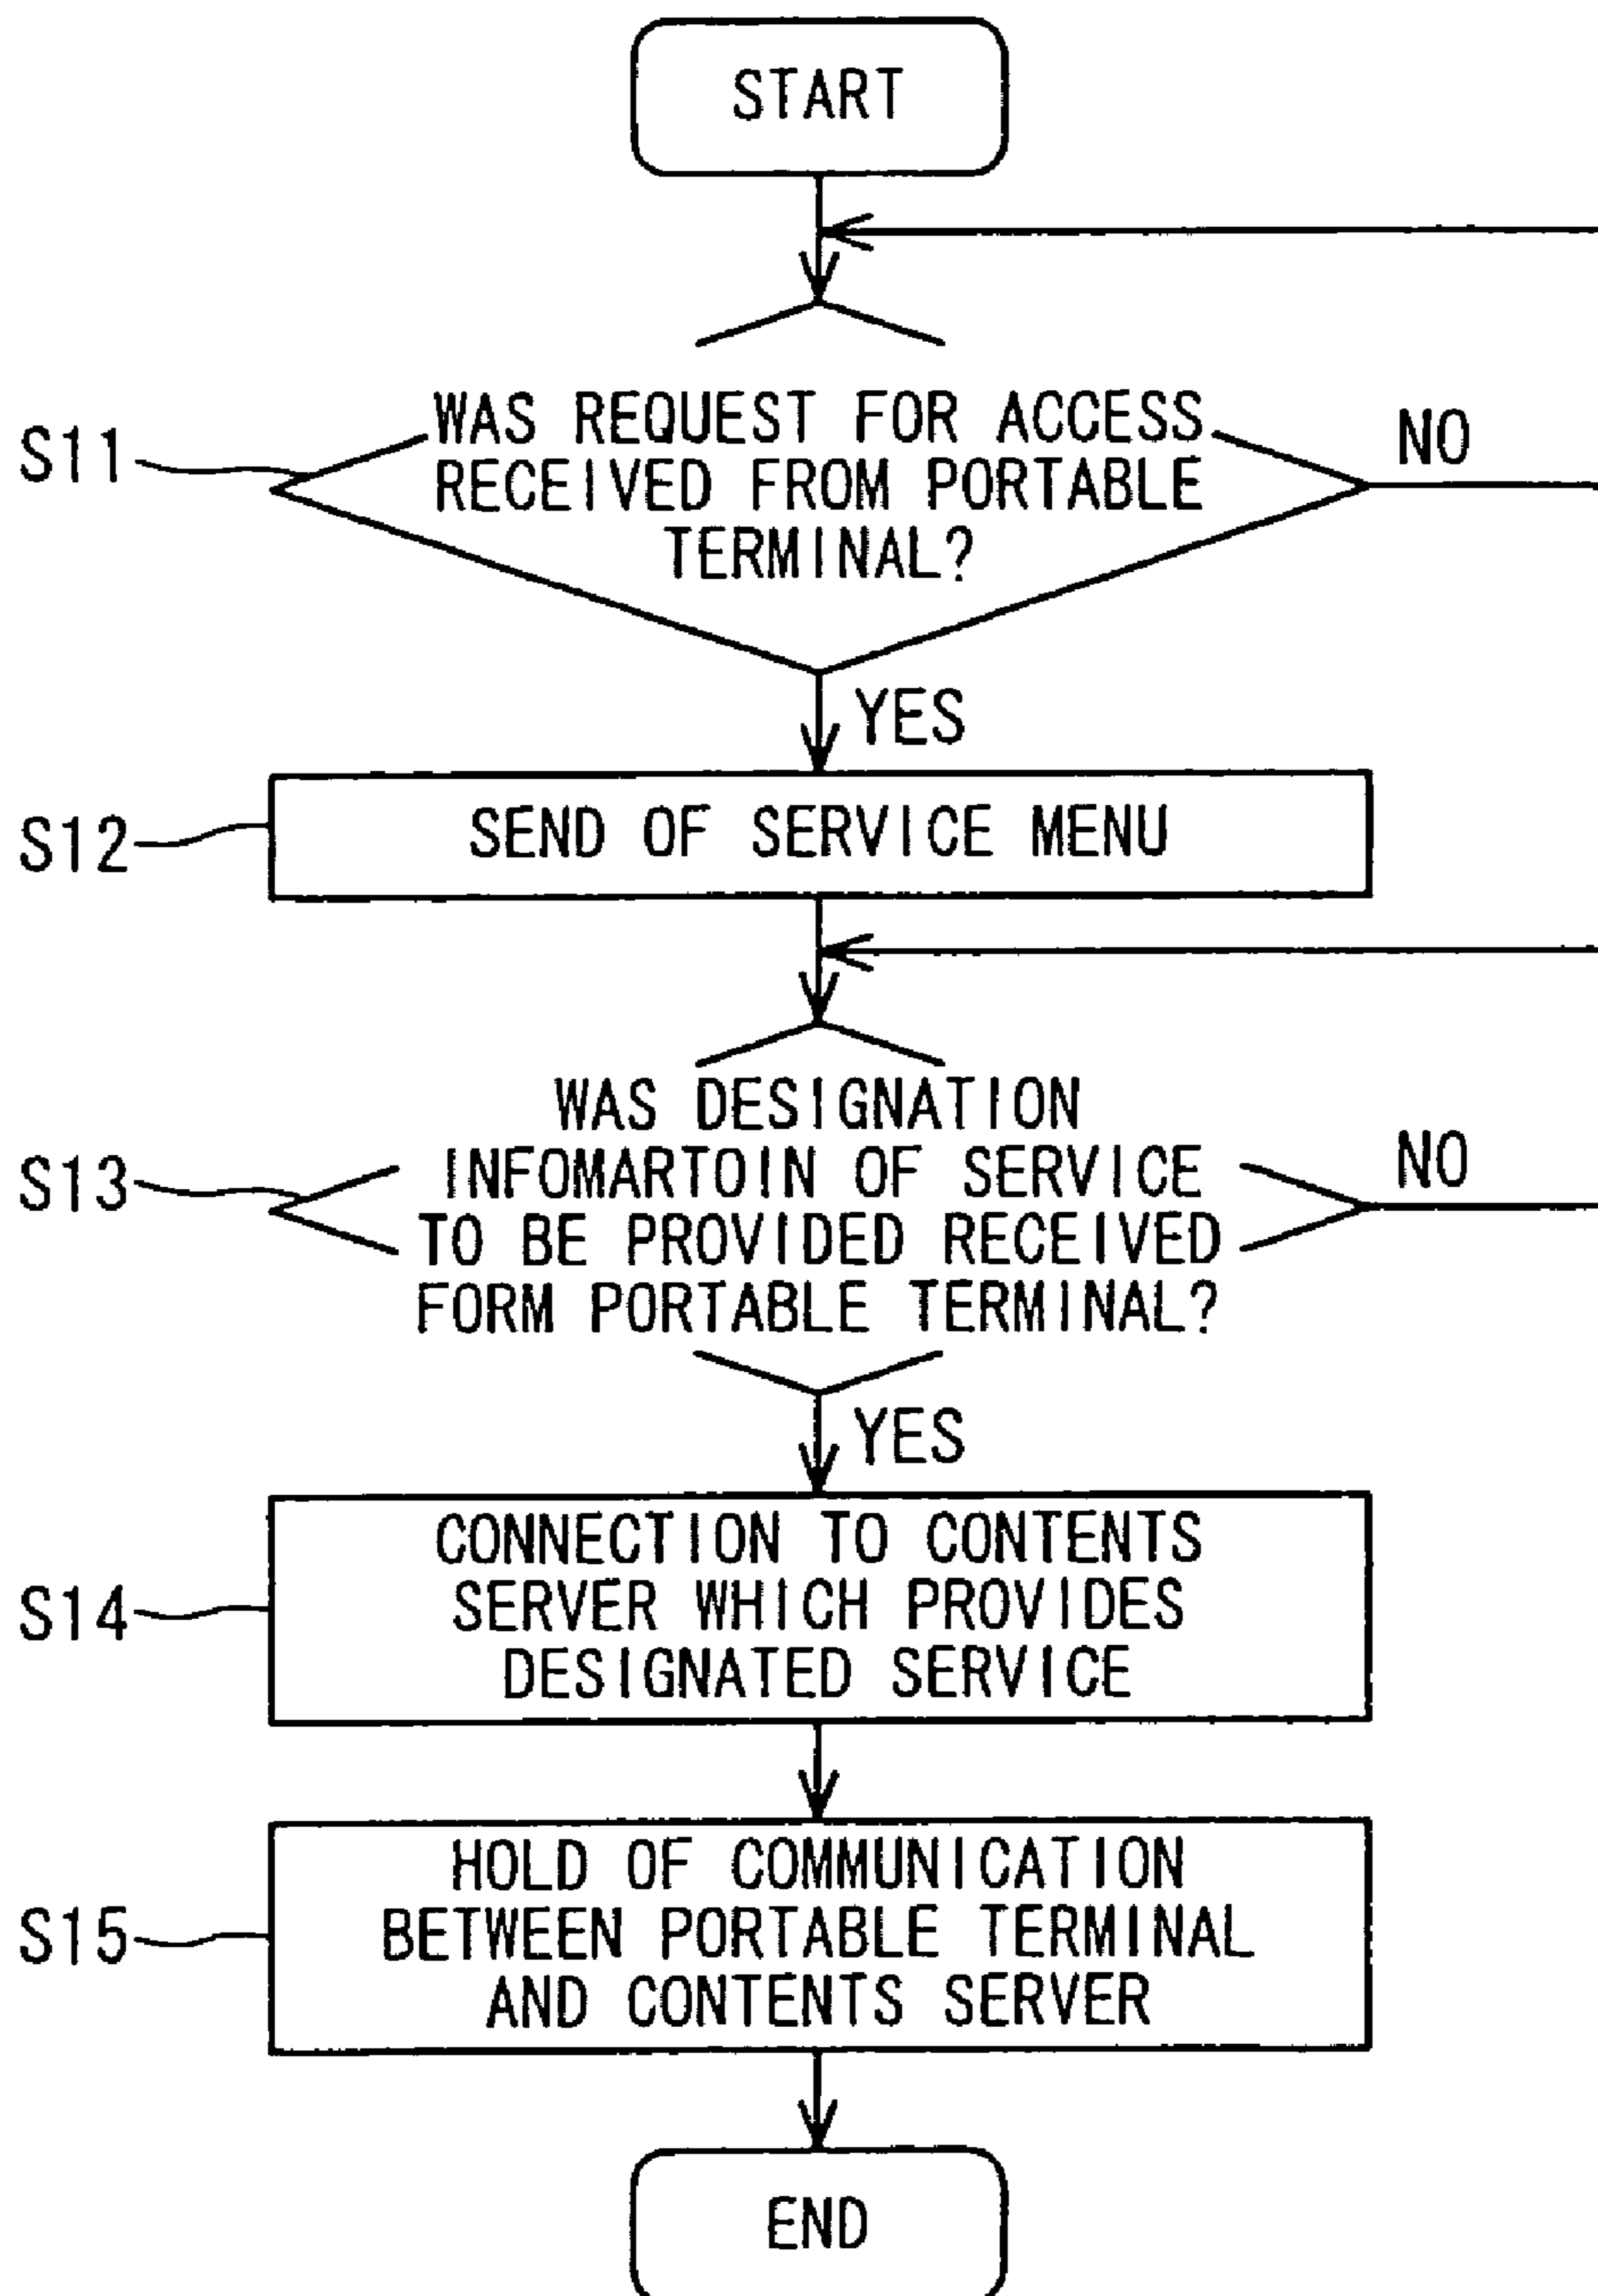 START
S11
WAS REQUEST FOR ACCESS
RECEIVED FROM PORTABLE
TERMINAL?
NO
YES
S12
SEND OF SERVICE MENU
S13
WAS DESIGNATION
INFOMARTOIN OF SERVICE
TO BE PROVIDED RECEIVED
FORM PORTABLE TERMINAL?
NO
YES
S14
CONNECTION TO CONTENTS
SERVER WHICH PROVIDES
DESIGNATED SERVICE
S15
HOLD OF COMMUNICATION
BETWEEN PORTABLE TERMINAL
AND CONTENTS SERVER
END